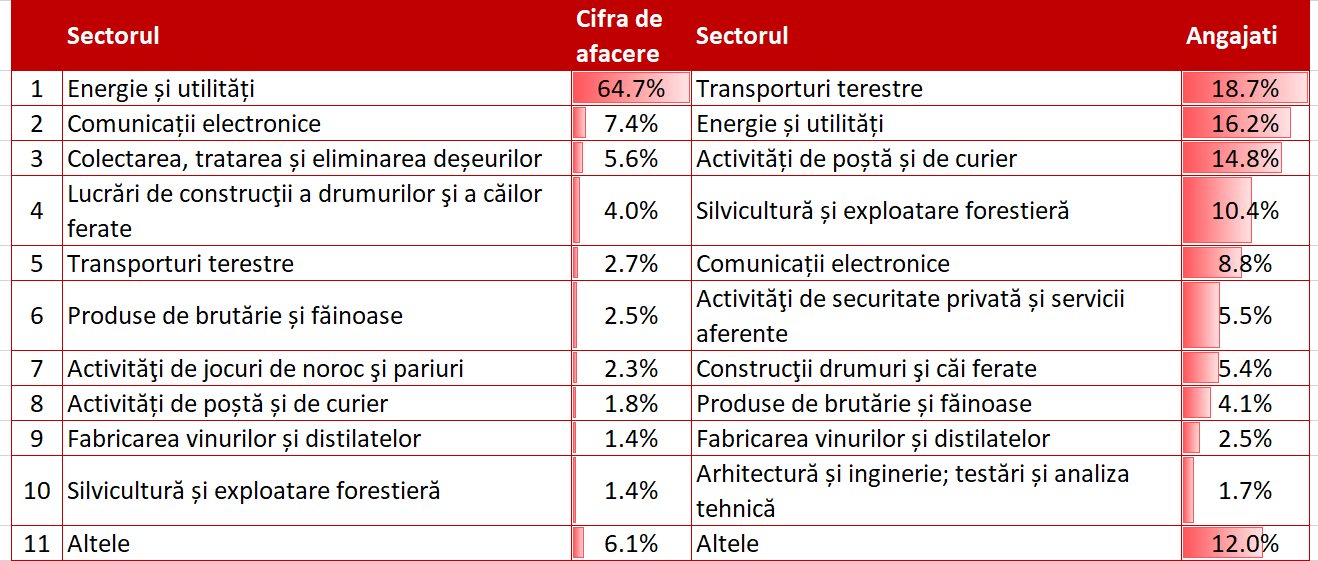 Sectorul Cifra de afacere Sectorul Angajati
1 Energie și utilități 64.7% Transporturi terestre 18.7%
2 Comunicații electronice 7.4% Energie și utilități 16.2%
3 Colectarea, tratarea și eliminarea deșeurilor 5.6% Activități de poștă și de curier 14.8%
4 Lucrări de construcţii a drumurilor şi a căilor
ferate 4.0% Silvicultură și exploatare forestieră 10.4%
5 Transporturi terestre 2.7% Comunicații electronice 8.8%
6 Produse de brutărie și făinoase 2.5% Activităţi de securitate privată și servicii
aferente 5.5%
7 Activităţi de jocuri de noroc şi pariuri 2.3% Construcţii drumuri şi căi ferate 5.4%
8 Activități de poștă și de curier 1.8% Produse de brutărie și făinoase 4.1%
9 Fabricarea vinurilor și distilatelor 1.4% Fabricarea vinurilor și distilatelor 2.5%
10 Silvicultură și exploatare forestieră 1.4% Arhitectură și inginerie; testări și analiza
tehnică 1.7%
11 Altele 6.1% Altele 12.0%